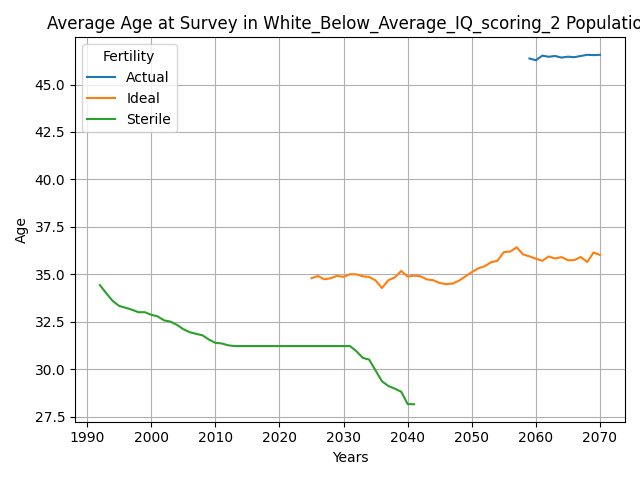 Average Age at Survey in White_Below_Average_IQ_scoring_2 Populatio
Fertility
Actual
Ideal
Sterile
Age
45.0
42.5
40.0
37.5
35.0
32.5
30.0
27.5
1990 2000 2010 2020 2030 2040 2050 2060 2070
Years